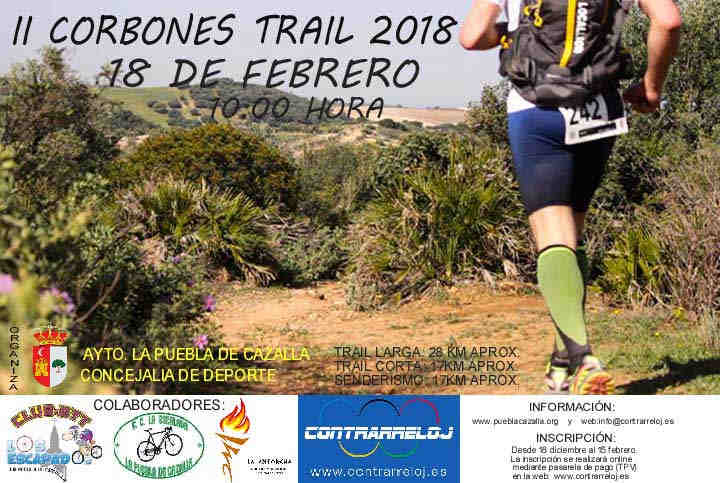 II CORBONES TRAIL 2018
18 DE FEBRERO
10:00 HORA
242
ORGANIZA
AYTO. LA PUEBLA DE CAZALLA
CONCEJALIA DE DEPORTE
TRAIL LARGA: 28 KM APROX.
TRAIL CORTA: 17KM APROX.
SENDERISMO: 17KM APROX.
COLABORADORES:
CLUB BTT
LOS
ESCAPAO
LA PUEBLA DE CAZALLA
LA ANTORCHA
CONTRARRELOJ
www.contrarreloj.es
INFORMACIÓN:
www.pueblacazalla.org y web:info@contrarreloj.es
INSCRIPCIÓN:
Desde 18 diciembre al 15 febrero.
La inscripción se realizará online
mediante pasarela de pago (TPV)
en la web www.contrarreloj.es